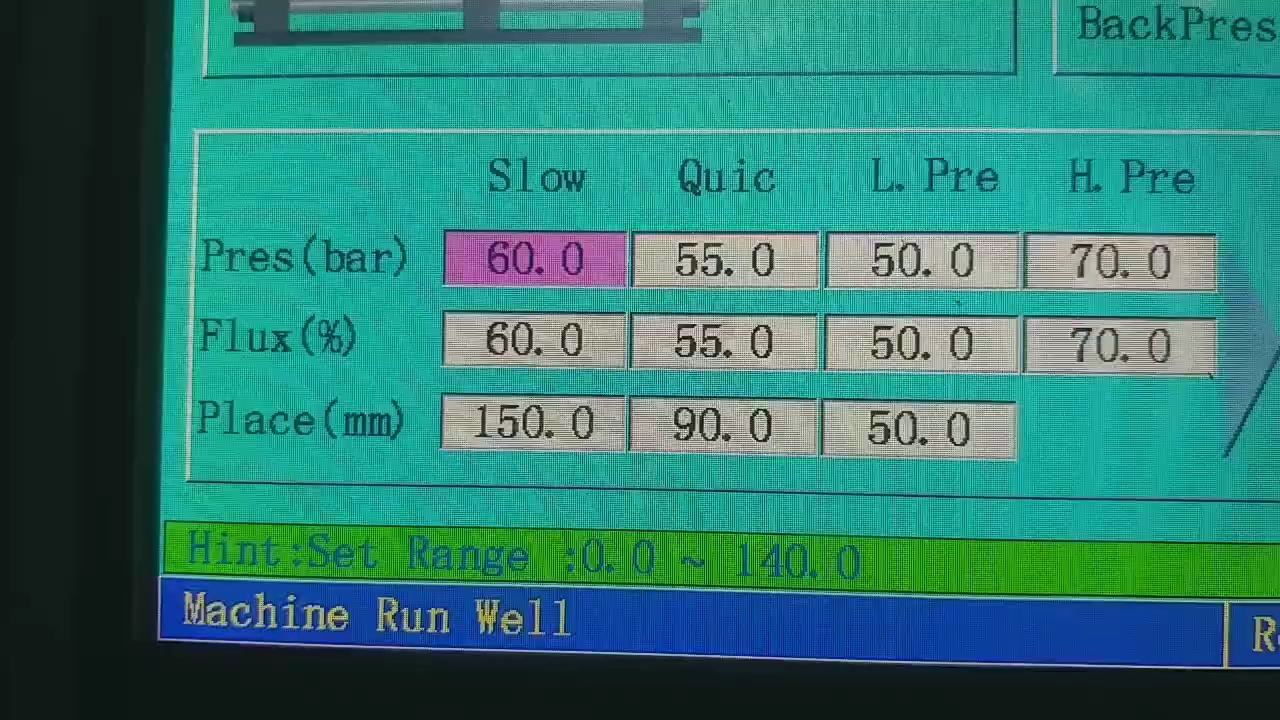 BackPres
Slow Quic L. Pre H. Pre
Pres(bar) 60.0 55.0 50.0 70.0
Flux(%) 60.0 55.0 50.0 70.0
Place(mm) 150.0 90.0 50.0
Hint:Set Range :0.0 ~ 140.0
Machine Run Well